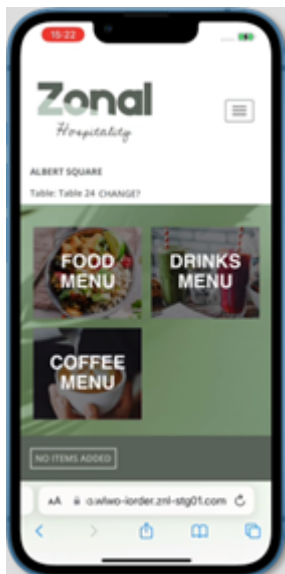 15:22
Zonal
Hospitality
ALBERT SQUARE
Table: Table 24 CHANGE?
FOOD
MENU
DRINKS
MENU
COFFEE
MENU
NO ITEMS ADDED
AA
o.wlwo-iorder.znl-stg01.com